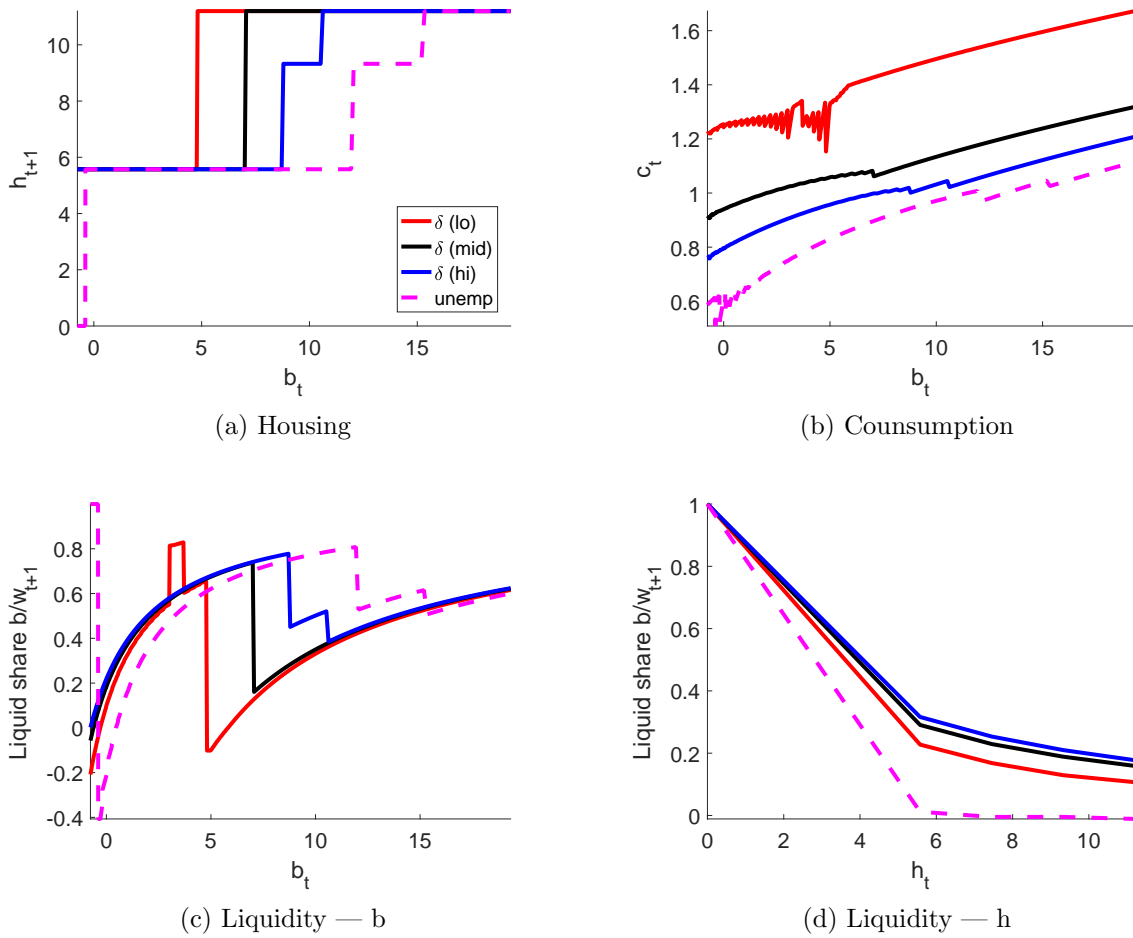 10
8
6
4
2
0
h_{t+1}
δ (lo)
δ (mid)
δ (hi)
unemp
0 5 10 15
b_t
(a) Housing
1.6
1.4
1.2
1
0.8
0.6
c_t
0 5 10 15
b_t
(b) Counsumption
0.8
0.6
0.4
0.2
0
-0.2
-0.4
Liquid share b/w_{t+1}
0 5 10 15
b_t
(c) Liquidity — b
1
0.8
0.6
0.4
0.2
0
Liquid share b/w_{t+1}
0 2 4 6 8 10
h_t
(d) Liquidity — h